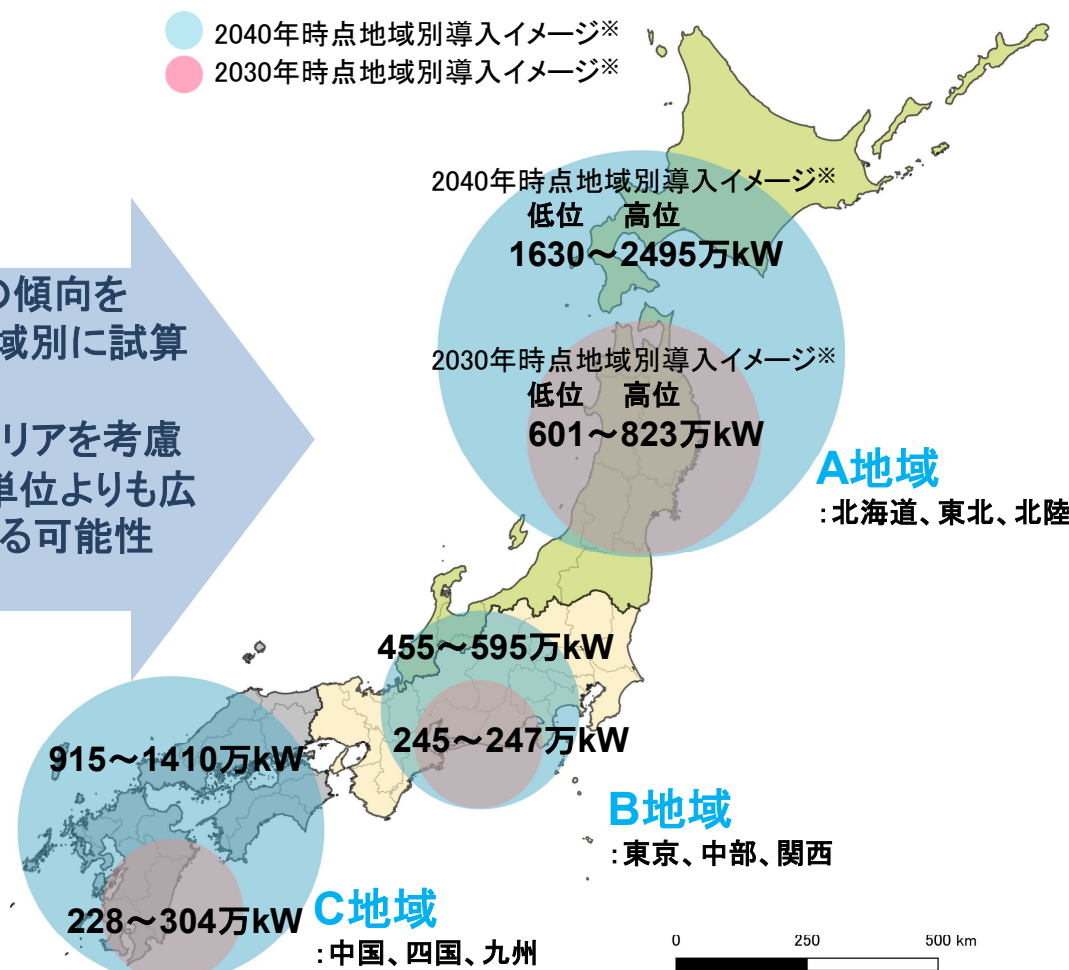 2040年時点地域別導入イメージ※
2030年時点地域別導入イメージ※
の傾向を
域別に試算
リアを考慮
単位よりも広
る可能性
2040年時点地域別導入イメージ※
低位 高位
1630～2495万kW
2030年時点地域別導入イメージ※
低位 高位
601～823万kW
A地域
：北海道、東北、北陸
455～595万kW
245～247万kW
B地域
：東京、中部、関西
915～1410万kW
228～304万kW
C地域
：中国、四国、九州
0 250 500 km